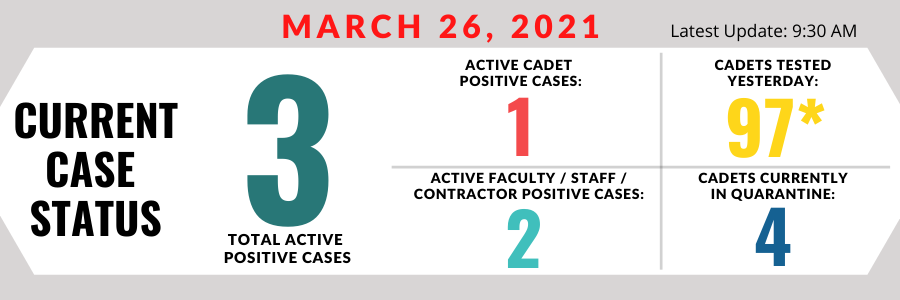 MARCH 26, 2021
Latest Update: 9:30 AM
CURRENT
CASE
STATUS
3
TOTAL ACTIVE
POSITIVE CASES
ACTIVE CADET
POSITIVE CASES:
1
CADETS TESTED
YESTERDAY:
97*
ACTIVE FACULTY / STAFF /
CONTRACTOR POSITIVE CASES:
2
CADETS CURRENTLY
IN QUARANTINE:
4